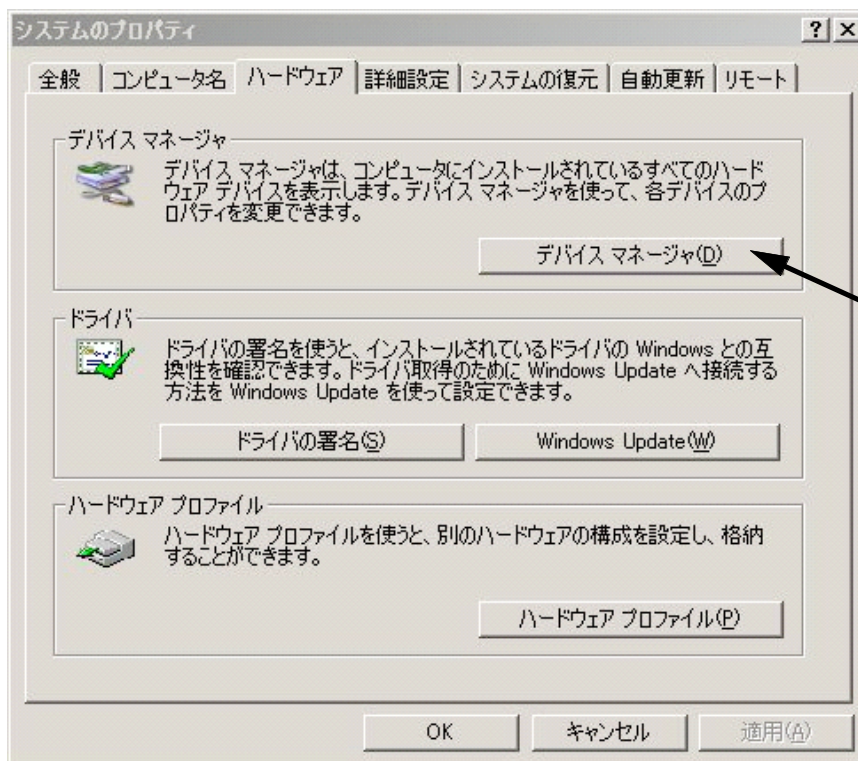 システムのプロパティ
全般 コンピュータ名 ハードウェア 詳細設定 システムの復元 自動更新 リモート
デバイス マネージャ
デバイス マネージャは、コンピュータにインストールされているすべてのハード
ウェア デバイスを表示します。デバイス マネージャを使って、各デバイスのプ
ロパティを変更できます。
デバイス マネージャ(D)
ドライバ
ドライバの署名を使うと、インストールされているドライバの Windows との互
換性を確認できます。ドライバ取得のために Windows Update へ接続する
方法を Windows Update を使って設定できます。
ドライバの署名(S) Windows Update(W)
ハードウェア プロファイル
ハードウェア プロファイルを使うと、別のハードウェアの構成を設定し、格納
することができます。
ハードウェア プロファイル(P)
OK キャンセル 適用(A)